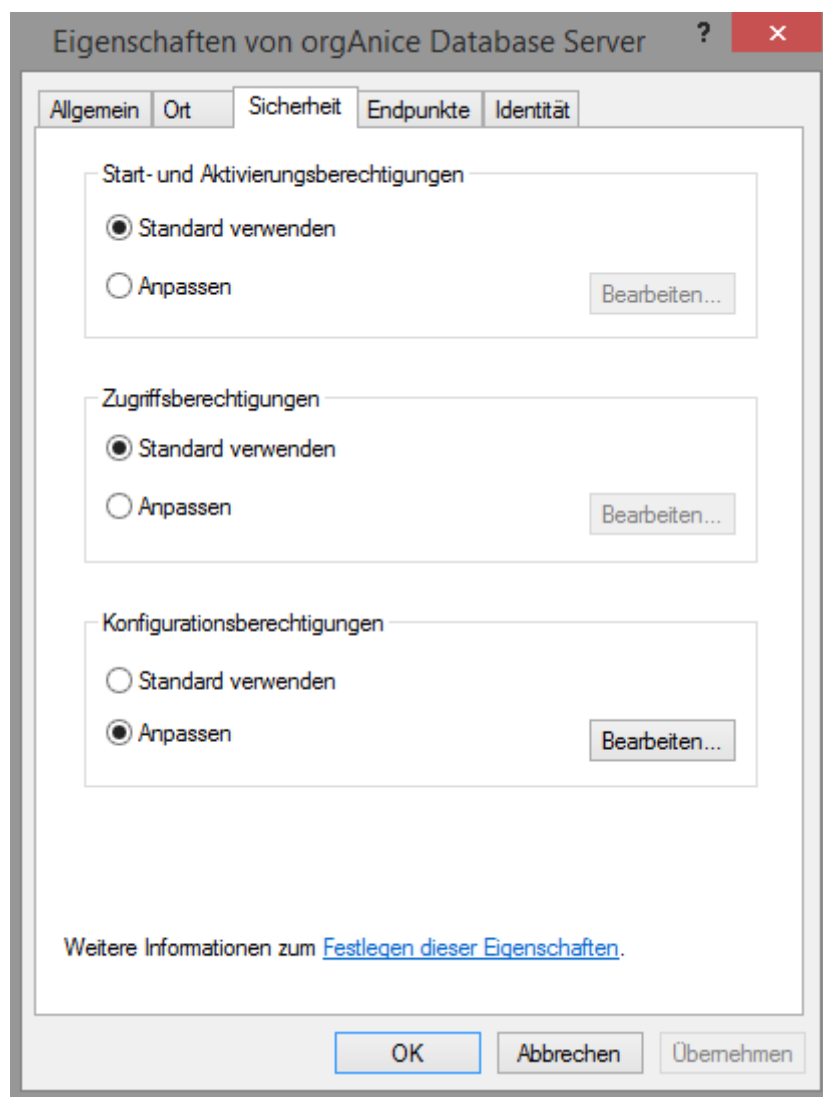 Eigenschaften von orgAnice Database Server ? ×
Allgemein Ort Sicherheit Endpunkte Identität
Start- und Aktivierungsberechtigungen
Standard verwenden
Anpassen
Bearbeiten...
Zugriffsberechtigungen
Standard verwenden
Anpassen
Bearbeiten...
Konfigurationsberechtigungen
Standard verwenden
Anpassen
Bearbeiten...
Weitere Informationen zum Festlegen dieser Eigenschaften.
OK Abbrechen Übernehmen